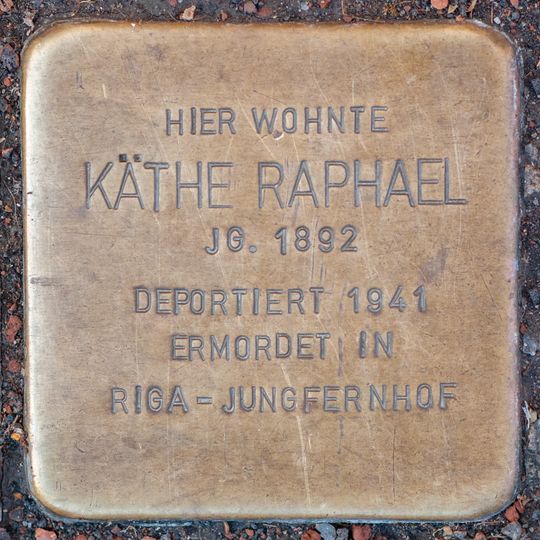 HIER WOHNTE
KÄTHE RAPHAEL
JG. 1892
DEPORTIERT 1941
ERMORDET IN
RIGA-JUNGFERNHOF